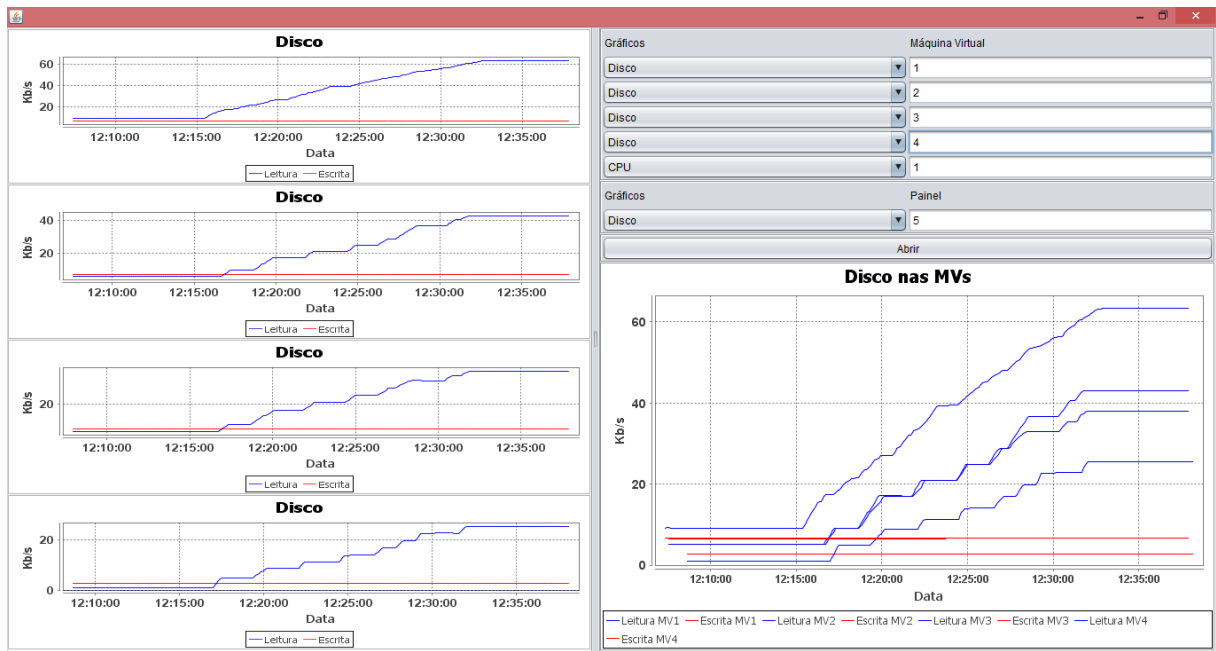 Disco
Kb/s
60
40
20
12:10:00 12:15:00 12:20:00 12:25:00 12:30:00 12:35:00
Data
Leitura Escrita
Disco
Kb/s
40
20
12:10:00 12:15:00 12:20:00 12:25:00 12:30:00 12:35:00
Data
Leitura Escrita
Disco
Kb/s
20
12:10:00 12:15:00 12:20:00 12:25:00 12:30:00 12:35:00
Data
Leitura Escrita
Disco
Kb/s
20
0
12:10:00 12:15:00 12:20:00 12:25:00 12:30:00 12:35:00
Data
Leitura Escrita
Gráficos Máquina Virtual
Disco 1
Disco 2
Disco 3
Disco 4
CPU 1
Gráficos Painel
Disco 5
Abrir
Disco nas MVs
Kb/s
60
40
20
0
12:10:00 12:15:00 12:20:00 12:25:00 12:30:00 12:35:00
Data
Leitura MV1 Escrita MV1 Leitura MV2 Escrita MV2 Leitura MV3 Escrita MV3 Leitura MV4
Escrita MV4